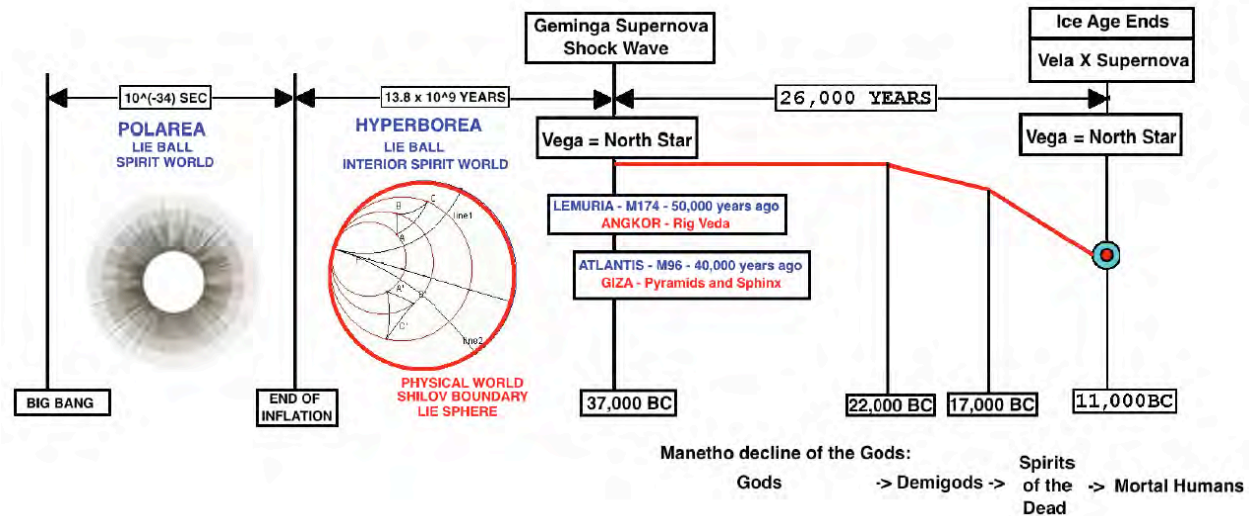 Geminga Supernova
Shock Wave
Ice Age Ends
Vela X Supernova
10^(-34) SEC
13.8 x 10^9 YEARS
26,000 YEARS
POLAREA
LIE BALL
SPIRIT WORLD
HYPERBOREA
LIE BALL
INTERIOR SPIRIT WORLD
Vega = North Star
Vega = North Star
B
C
line1
A
A'
B'
C'
line2
LEMURIA - M174 - 50,000 years ago
ANGKOR - Rig Veda
ATLANTIS - M96 - 40,000 years ago
GIZA - Pyramids and Sphinx
PHYSICAL WORLD
SHILOV BOUNDARY
LIE SPHERE
BIG BANG
END OF
INFLATION
37,000 BC
22,000 BC
17,000 BC
11,000BC
Manetho decline of the Gods:
Gods -> Demigods -> Spirits
of the
Dead -> Mortal Humans